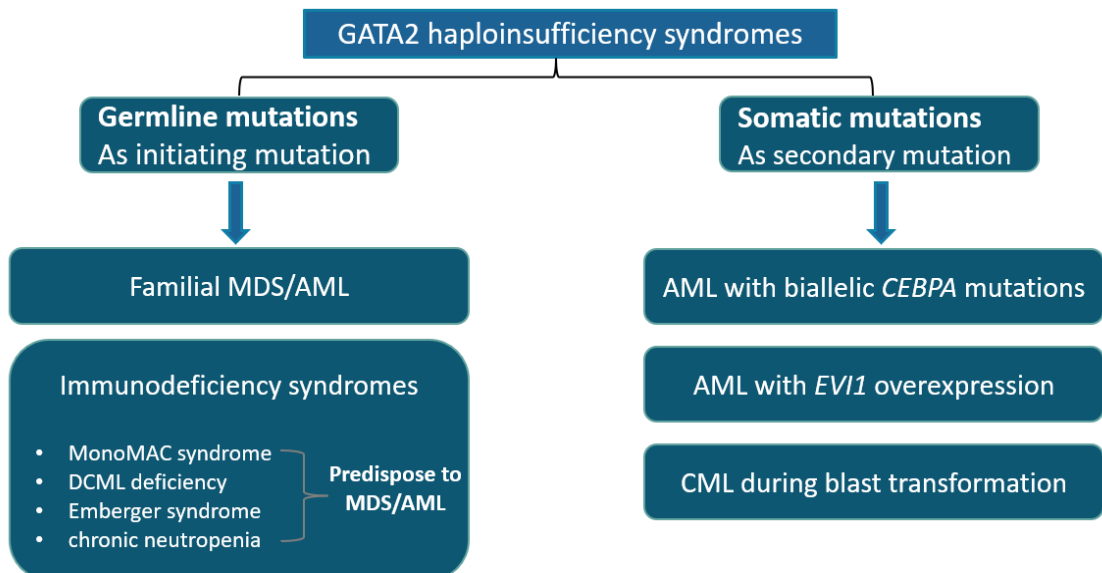 GATA2 haploinsufficiency syndromes
Germline mutations
As initiating mutation
Familial MDS/AML
Immunodeficiency syndromes
• MonoMAC syndrome
• DCML deficiency
• Emberger syndrome
• chronic neutropenia
Predispose to
MDS/AML
Somatic mutations
As secondary mutation
AML with biallelic CEBPA mutations
AML with EVI1 overexpression
CML during blast transformation